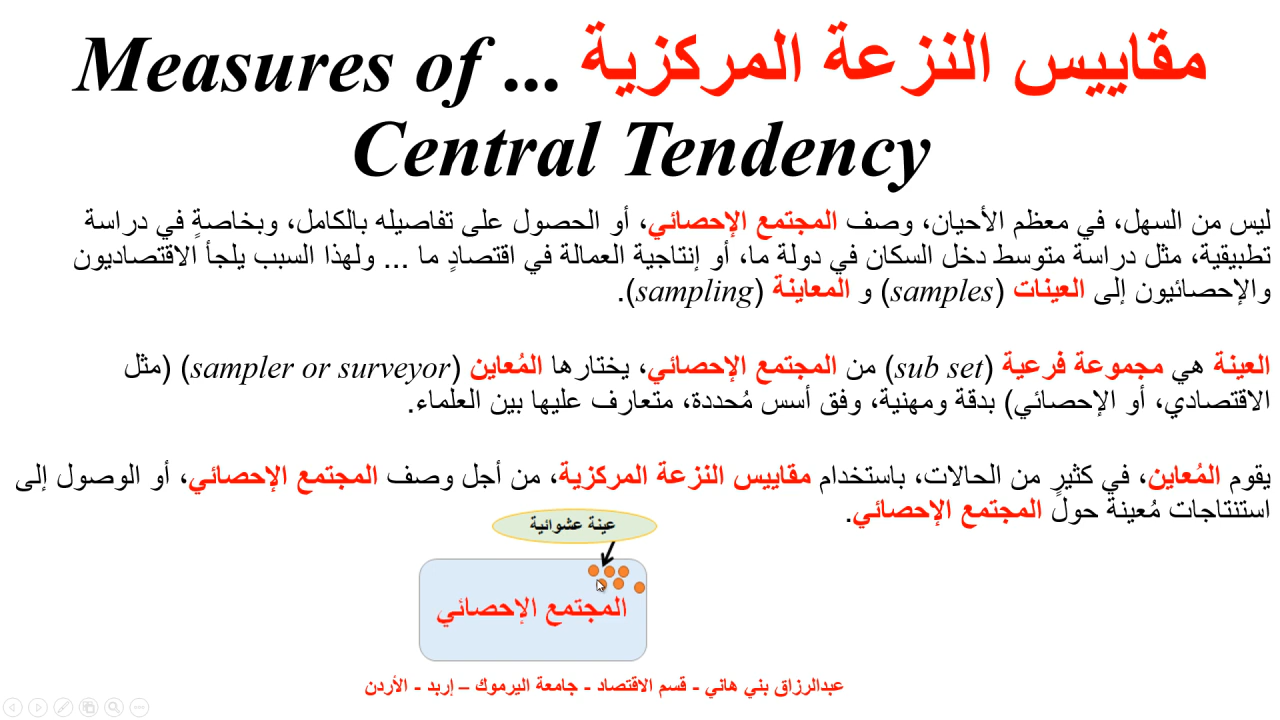 مقاييس النزعة المركزية ... Measures of
Central Tendency
ليس من السهل، في معظم الأحيان، وصف المجتمع الإحصائي، أو الحصول على تفاصيله بالكامل، وبخاصةٍ في دراسة
تطبيقية، مثل دراسة متوسط دخل السكان في دولة ما، أو إنتاجية العمالة في اقتصادٍ ما ... ولهذا السبب يلجأ الاقتصاديون
والإحصائيون إلى العينات (samples) و المعاينة (sampling).
العينة هي مجموعة فرعية (sub set) من المجتمع الإحصائي، يختارها المُعاين (sampler or surveyor) (مثل
الاقتصادي، أو الإحصائي) بدقة ومهنية، وفق أسس مُحددة، متعارف عليها بين العلماء.
يقوم المُعاين، في كثيرٍ من الحالات، باستخدام مقاييس النزعة المركزية، من أجل وصف المجتمع الإحصائي، أو الوصول إلى
استنتاجات مُعينة حول المجتمع الإحصائي.
عينة عشوائية
المجتمع الإحصائي
عبدالرزاق بني هاني - قسم الاقتصاد - جامعة اليرموك – إربد - الأردن